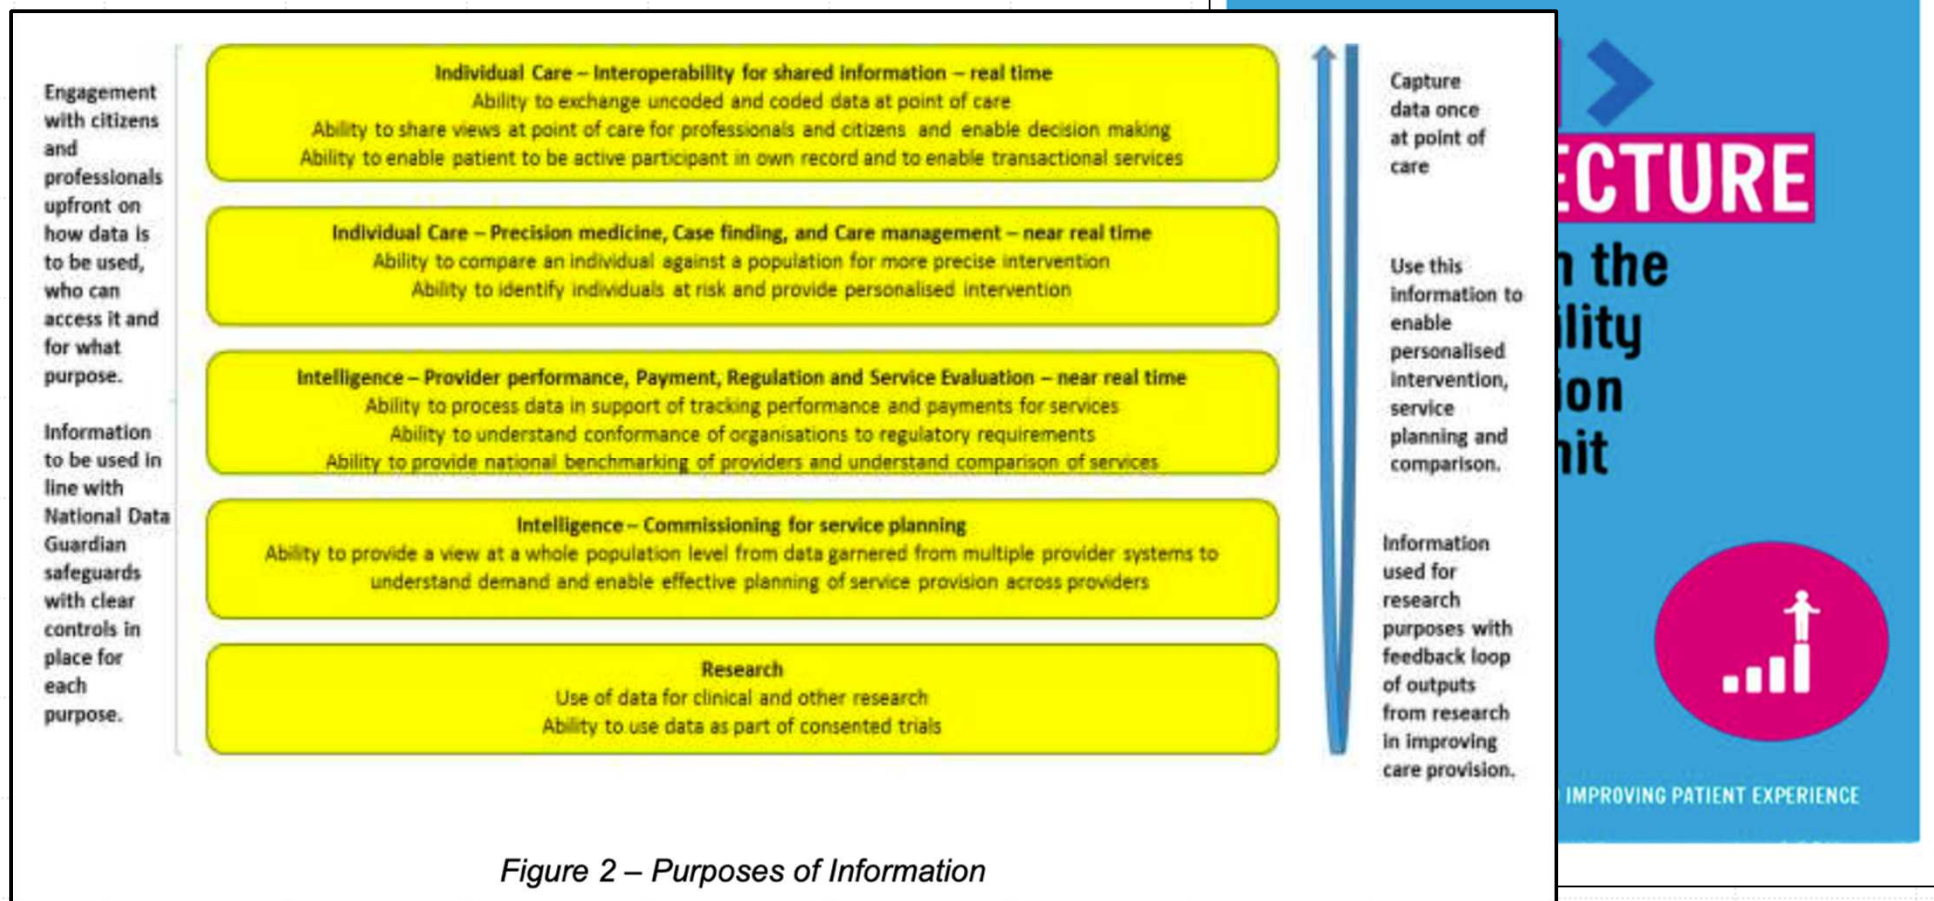 Engagement
with citizens
and
professionals
upfront on
how data is
to be used,
who can
access it and
for what
purpose.
Information
to be used in
line with
National Data
Guardian
safeguards
with clear
controls in
place for
each
purpose.
Individual Care – Interoperability for shared information – real time
Ability to exchange uncoded and coded data at point of care
Ability to share views at point of care for professionals and citizens and enable decision making
Ability to enable patient to be active participant in own record and to enable transactional services
Individual Care – Precision medicine, Case finding, and Care management – near real time
Ability to compare an individual against a population for more precise intervention
Ability to identify individuals at risk and provide personalised intervention
Intelligence – Provider performance, Payment, Regulation and Service Evaluation – near real time
Ability to process data in support of tracking performance and payments for services
Ability to understand conformance of organisations to regulatory requirements
Ability to provide national benchmarking of providers and understand comparison of services
Intelligence – Commissioning for service planning
Ability to provide a view at a whole population level from data garnered from multiple provider systems to
understand demand and enable effective planning of service provision across providers
Research
Use of data for clinical and other research
Ability to use data as part of consented trials
Capture
data once
at point of
care
Use this
information to
enable
personalised
intervention,
service
planning and
comparison.
Information
used for
research
purposes with
feedback loop
of outputs
from research
in improving
care provision.
Figure 2 – Purposes of Information
ECTURE
n the
ility
ion
nit
IMPROVING PATIENT EXPERIENCE